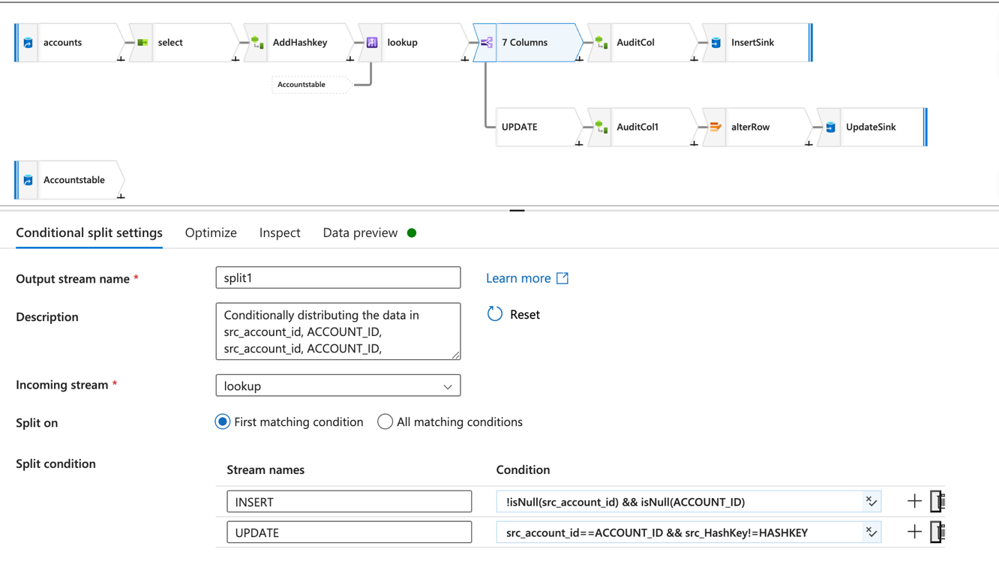 accounts
select
AddHashkey
lookup
7 Columns
AuditCol
InsertSink
Accountstable
UPDATE
AuditCol1
alterRow
UpdateSink
Accountstable
Conditional split settings
Optimize
Inspect
Data preview
Output stream name *
split1
Learn more
Description
Conditionally distributing the data in
src_account_id, ACCOUNT_ID,
src_account_id, ACCOUNT_ID,
Reset
Incoming stream *
lookup
Split on
First matching condition
All matching conditions
Split condition
Stream names
Condition
INSERT
!isNull(src_account_id) && isNull(ACCOUNT_ID)
UPDATE
src_account_id==ACCOUNT_ID && src_HashKey!=HASHKEY